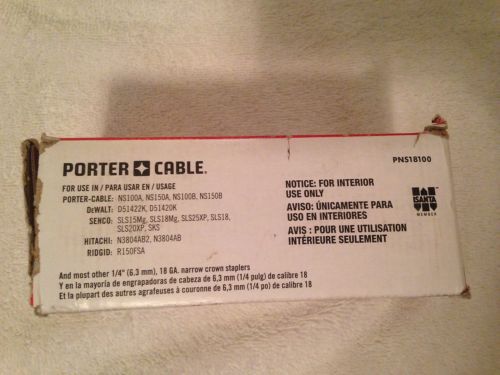 PORTER CABLE®
PNS18100
FOR USE IN / PARA USAR EN / USAGE
PORTER-CABLE: NS100A, NS150A, NS100B, NS150B
DeWALT: D51422K, D51420K
SENCO: SLS15Mg, SLS18Mg, SLS25XP, SLS18,
SLS20XP, SKS
HITACHI: N3804AB2, N3804AB
RIDGID: R150FSA
NOTICE: FOR INTERIOR
USE ONLY
AVISO: ÚNICAMENTE PARA
USO EN INTERIORES
AVIS : POUR UNE UTILISATION
INTÉRIEURE SEULEMENT
ISANTA
MEMBER
And most other 1/4" (6,3 mm), 18 GA. narrow crown staplers
Y en la mayoría de engrapadoras de cabeza de 6,3 mm (1/4 pulg) de calibre 18
Et la plupart des autres agrafeuses à couronne de 6,3 mm (1/4 po) de calibre 18